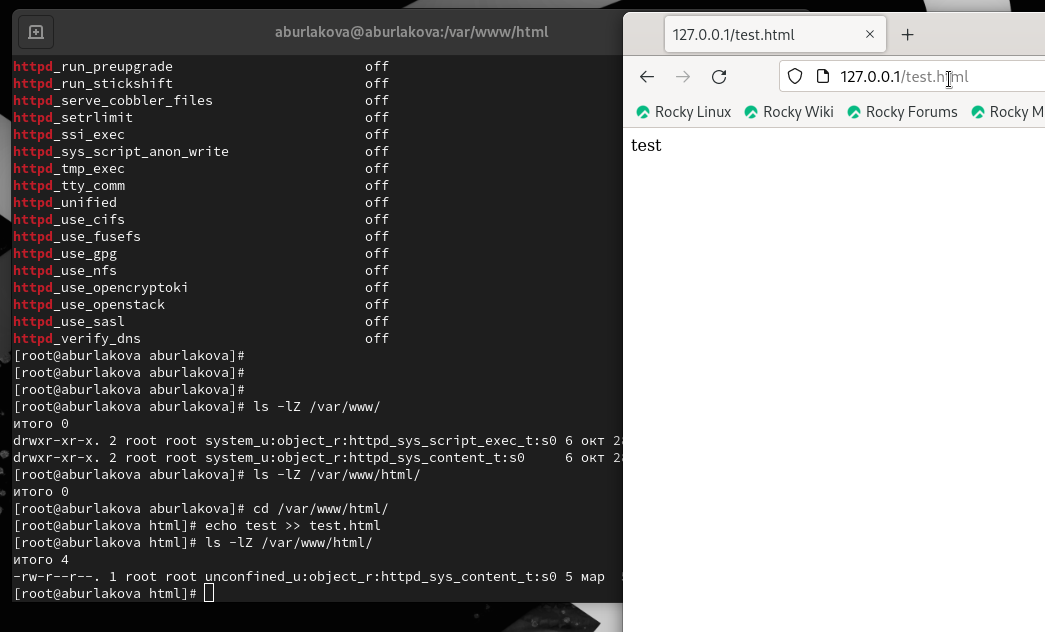 aburlakova@aburlakova:/var/www/html
httpd_run_preupgrade off
httpd_run_stickshift off
httpd_serve_cobbler_files off
httpd_setrlimit off
httpd_ssi_exec off
httpd_sys_script_anon_write off
httpd_tmp_exec off
httpd_tty_comm off
httpd_unified off
httpd_use_cifs off
httpd_use_fusefs off
httpd_use_gpg off
httpd_use_nfs off
httpd_use_opencryptoki off
httpd_use_openstack off
httpd_use_sasl off
httpd_verify_dns off
[root@aburlakova aburlakova]#
[root@aburlakova aburlakova]#
[root@aburlakova aburlakova]#
[root@aburlakova aburlakova]# ls -lZ /var/www/
итого 0
drwxr-xr-x. 2 root root system_u:object_r:httpd_sys_script_exec_t:s0 6 окт 28
drwxr-xr-x. 2 root root system_u:object_r:httpd_sys_content_t:s0 6 окт 28
[root@aburlakova aburlakova]# ls -lZ /var/www/html/
итого 0
[root@aburlakova aburlakova]# cd /var/www/html/
[root@aburlakova html]# echo test >> test.html
[root@aburlakova html]# ls -lZ /var/www/html/
итого 4
-rw-r--r--. 1 root root unconfined_u:object_r:httpd_sys_content_t:s0 5 мар
[root@aburlakova html]#
127.0.0.1/test.html
127.0.0.1/test.html
Rocky Linux Rocky Wiki Rocky Forums Rocky M
test